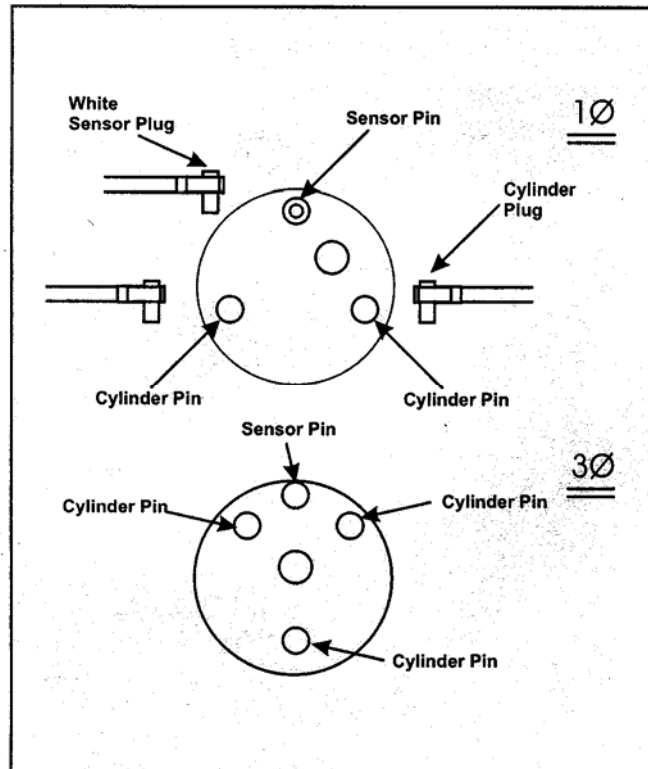 White
Sensor Plug
Sensor Pin
1Ø
Cylinder
Plug
Cylinder Pin
Cylinder Pin
Sensor Pin
3Ø
Cylinder Pin
Cylinder Pin
Cylinder Pin